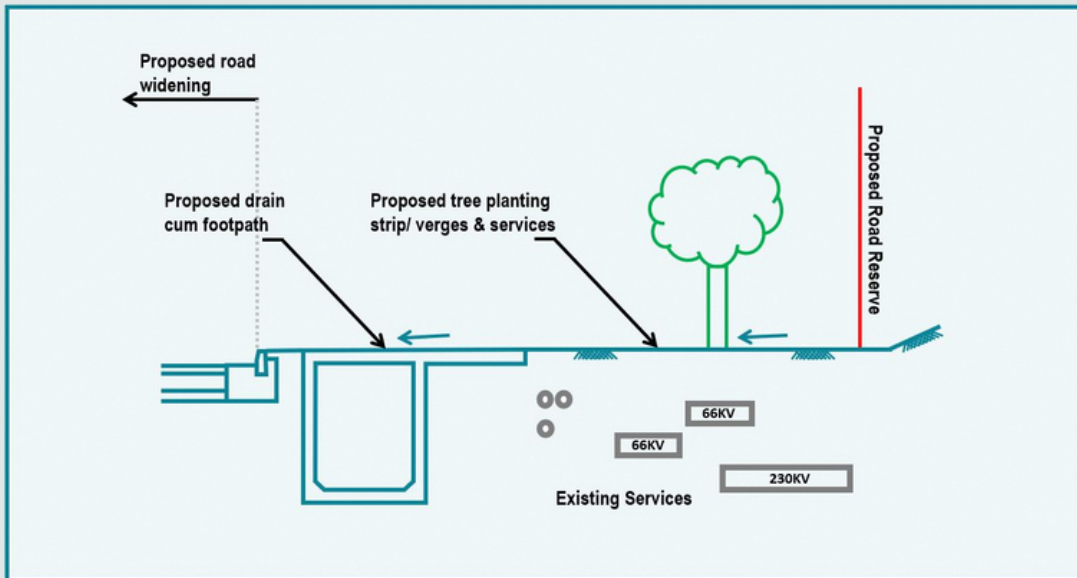 Proposed road
widening
Proposed drain
cum footpath
Proposed tree planting
strip/ verges & services
Proposed Road Reserve
66KV
66KV
230KV
Existing Services